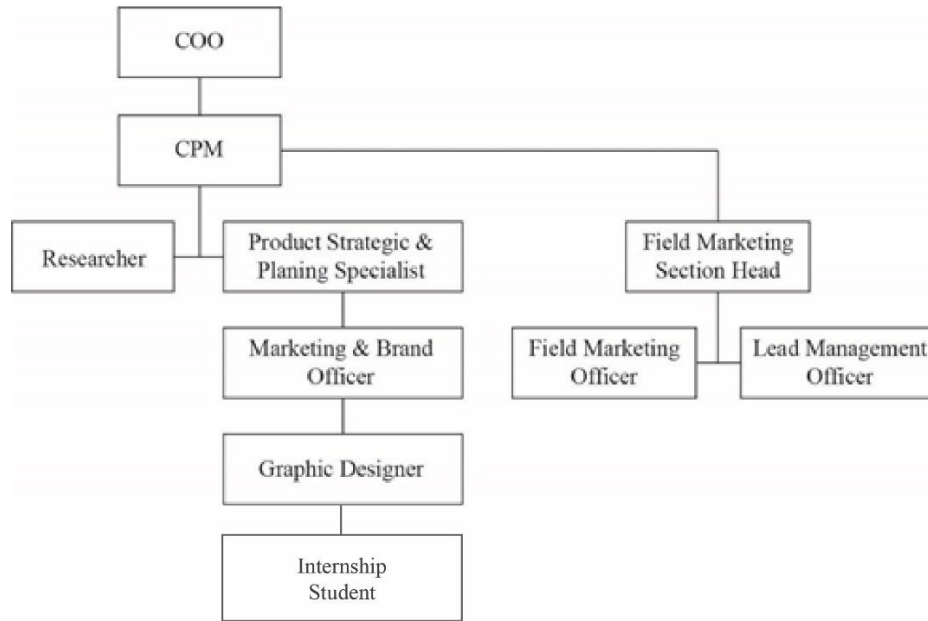 COO
CPM
Researcher
Product Strategic &
Planing Specialist
Field Marketing
Section Head
Marketing & Brand
Officer
Field Marketing
Officer
Lead Management
Officer
Graphic Designer
Internship
Student